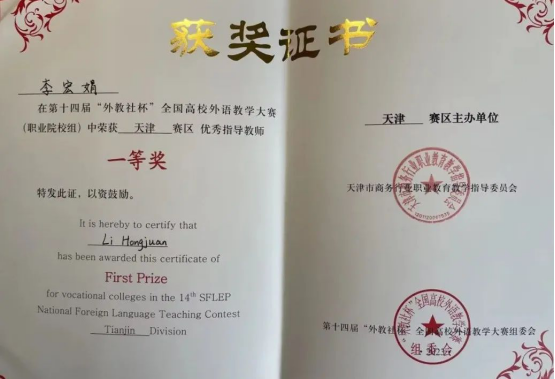 获奖证书
李宏娟
在第十四届“外教社杯”全国高校外语教学大赛
（职业院校组）中荣获 天津 赛区 优秀指导教师
一等奖
特发此证，以资鼓励。
It is hereby to certify that
Li Hongjuan
has been awarded this certificate of
First Prize
for vocational colleges in the 14th SFLEP
National Foreign Language Teaching Contest
Tianjin Division
天津 赛区主办单位
天津市商务行业职业教育教学指导委员会
第十四届“外教社杯”全国高校外语教学大赛组委会
组委会